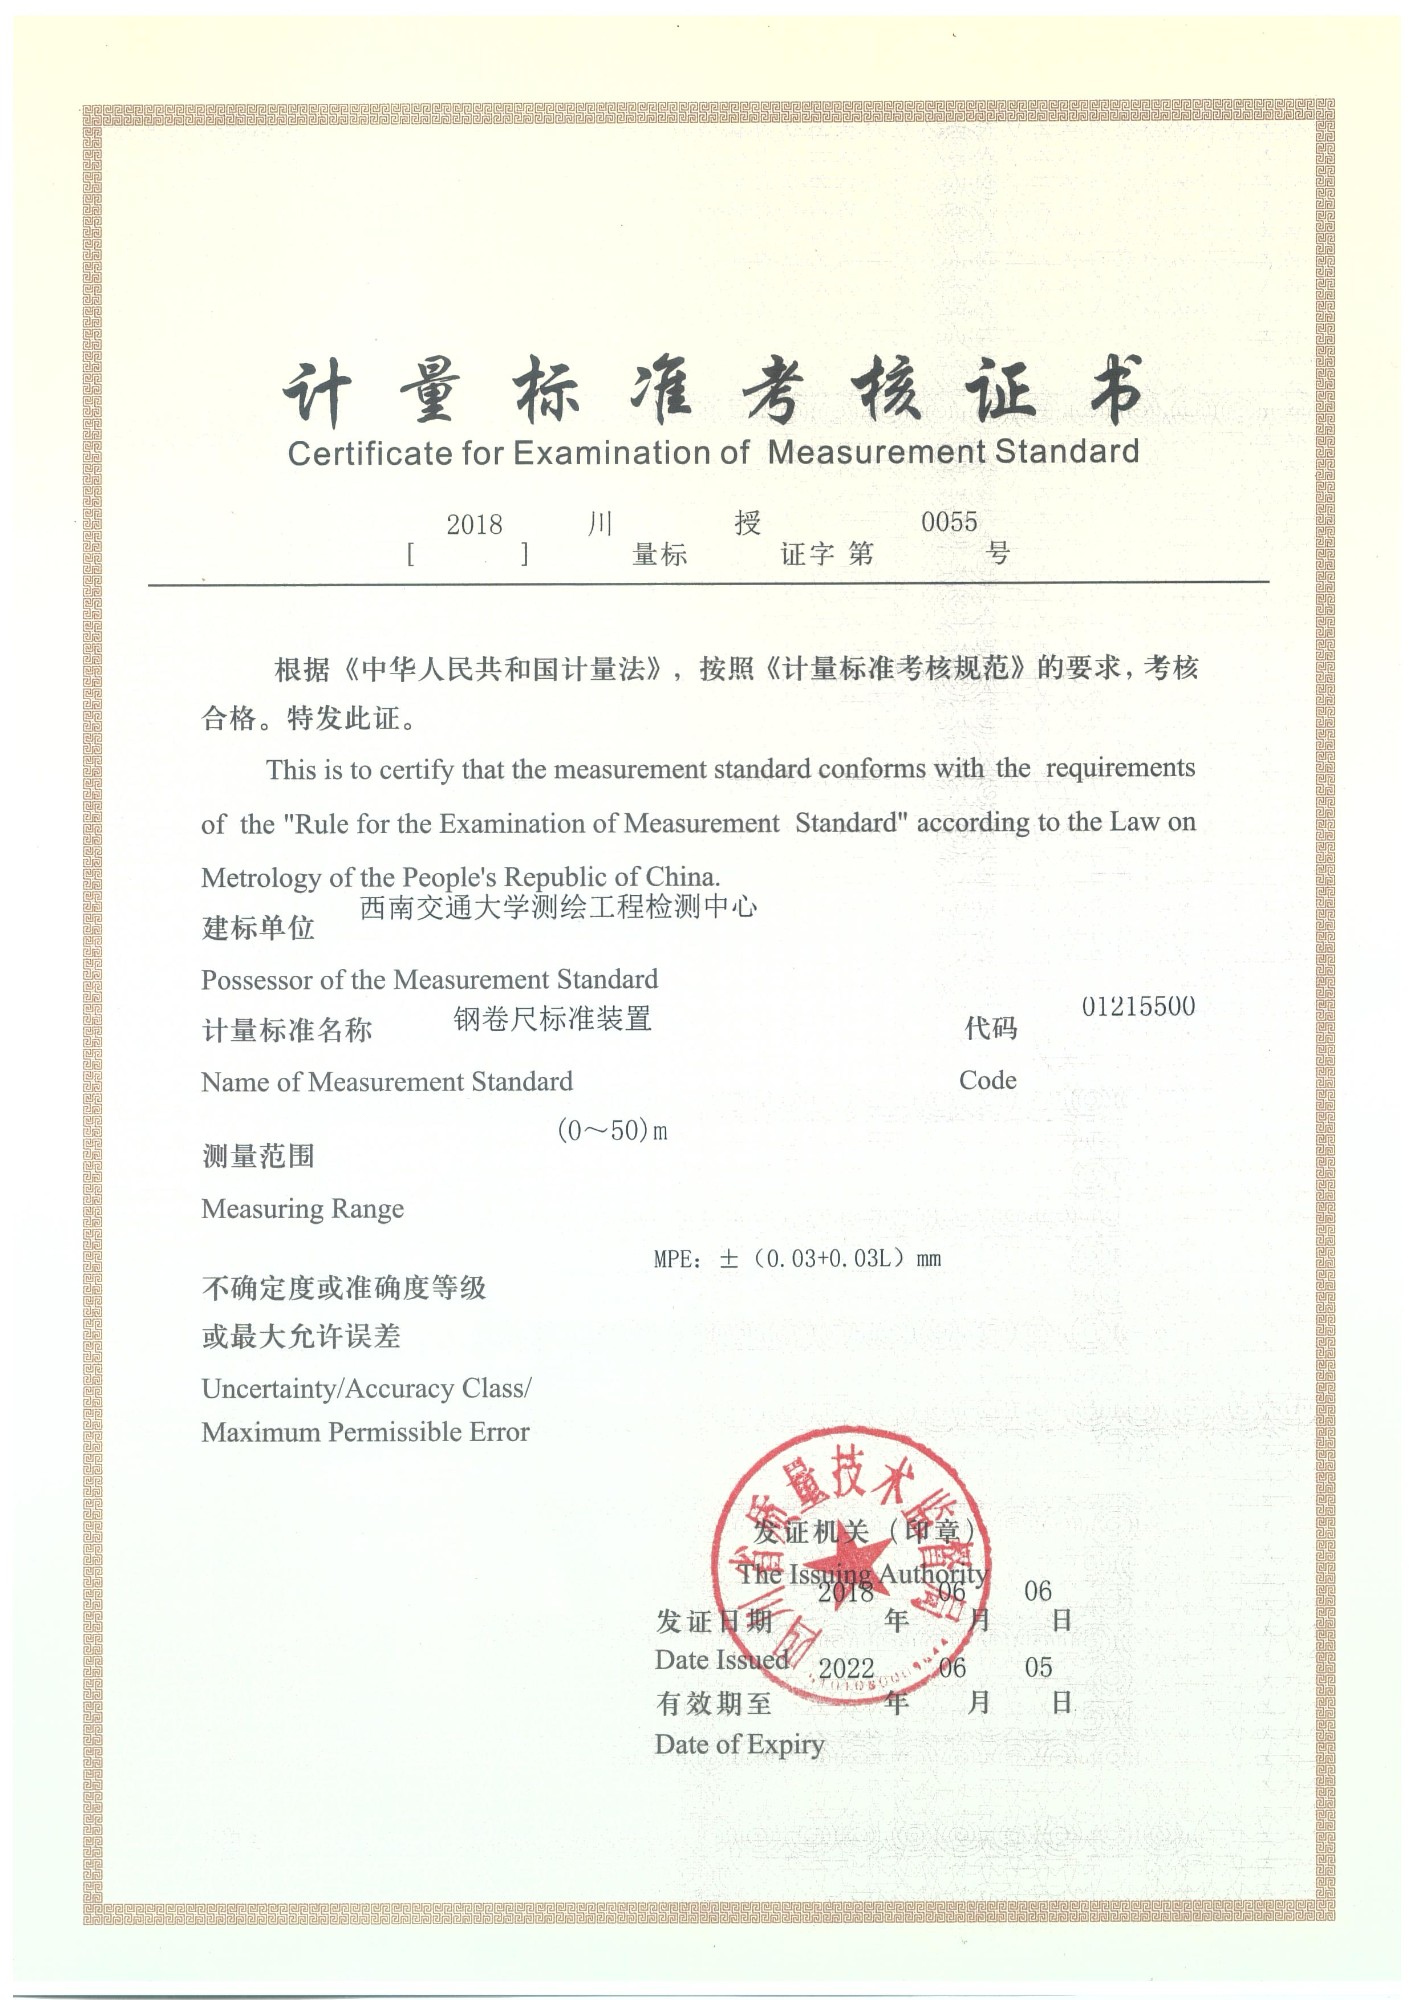 计量标准考核证书
Certificate for Examination of Measurement Standard
[2018] 川 量标 授 证字 第 0055 号
根据《中华人民共和国计量法》，按照《计量标准考核规范》的要求，考核
合格。特发此证。
This is to certify that the measurement standard conforms with the requirements
of the "Rule for the Examination of Measurement Standard" according to the Law on
Metrology of the People's Republic of China.
建标单位 西南交通大学测绘工程检测中心
Possessor of the Measurement Standard
计量标准名称 钢卷尺标准装置 代码 01215500
Name of Measurement Standard Code
测量范围 (0～50)m
Measuring Range
MPE: ±（0.03+0.03L）mm
不确定度或准确度等级
或最大允许误差
Uncertainty/Accuracy Class/
Maximum Permissible Error
四川省质量技术监督局
发证机关（印章）
The Issuing Authority
发证日期 2018 年 06 月 06 日
Date Issued
有效期至 2022 年 06 月 05 日
Date of Expiry